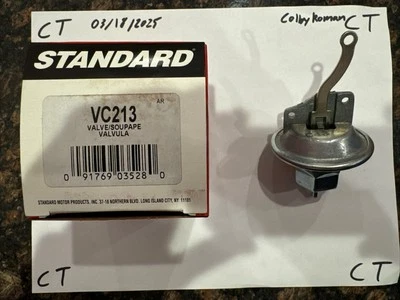 CT 03/18/2025 Colby Roman CT
STANDARD
AR
VC213
VALVE/SOUPAPE
VALVULA
0 91769 03528 0
STANDARD MOTOR PRODUCTS, INC. 37-18 NORTHERN BLVD. LONG ISLAND CITY, NY 11101
CT CT